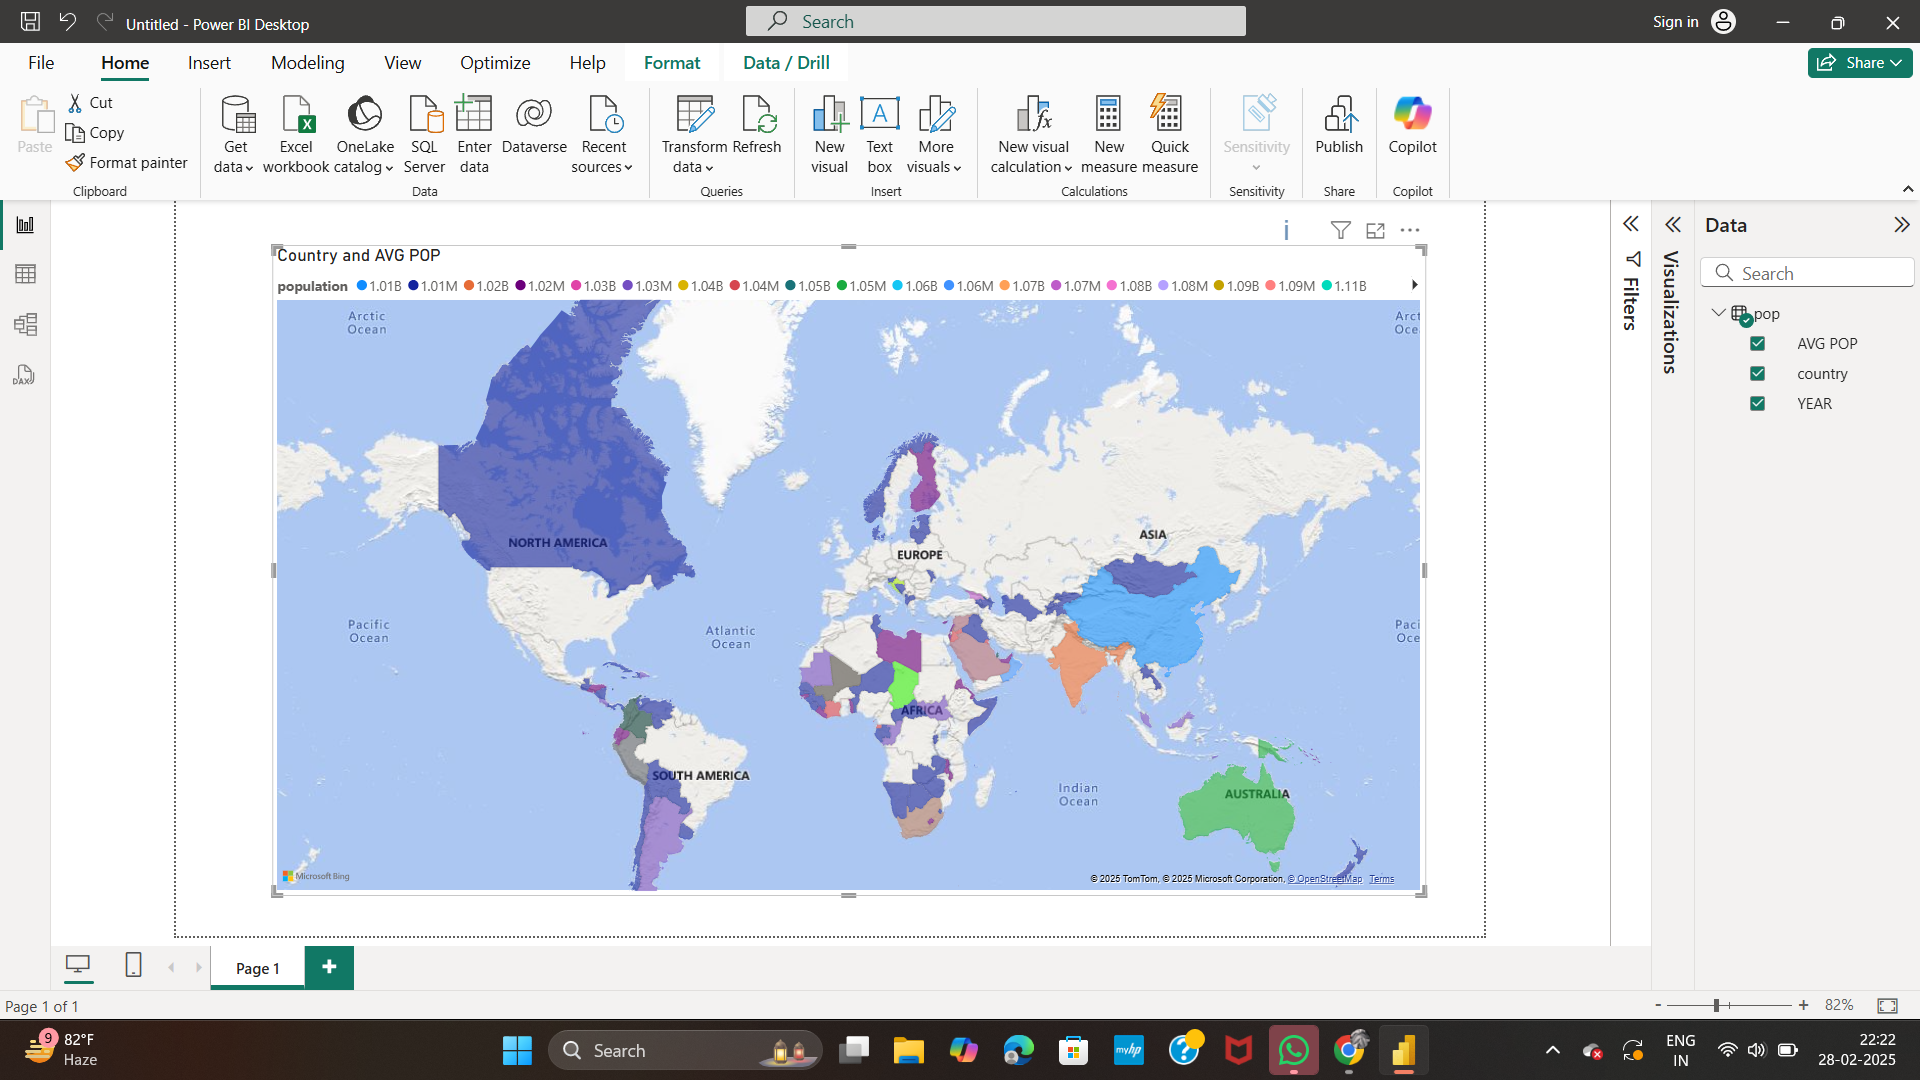 Untitled - Power BI Desktop
Search
Sign in
File Home Insert Modeling View Optimize Help Format Data / Drill
Share
Paste
Cut
Copy
Format painter
Clipboard
Get data
Excel workbook
OneLake catalog
SQL Server
Enter data
Dataverse
Recent sources
Data
Transform data
Refresh
Queries
New visual
Text box
More visuals
Insert
New visual calculation
New measure
Quick measure
Calculations
Sensitivity
Sensitivity
Publish
Share
Copilot
Copilot
DAX
Country and AVG POP
population 1.01B 1.01M 1.02B 1.02M 1.03B 1.03M 1.04B 1.04M 1.05B 1.05M 1.06B 1.06M 1.07B 1.07M 1.08B 1.08M 1.09B 1.09M 1.11B
Arctic
Ocean
Arct
Oce
NORTH AMERICA
EUROPE
ASIA
Pacific
Ocean
Atlantic
Ocean
Paci
Oce
AFRICA
SOUTH AMERICA
Indian
Ocean
AUSTRALIA
Microsoft Bing
© 2025 TomTom, © 2025 Microsoft Corporation, © OpenStreetMap Terms
Filters
Visualizations
Data
Search
pop
AVG POP
country
YEAR
Page 1
Page 1 of 1
82%
9
82°F
Haze
Search
myhp
ENG
IN
22:22
28-02-2025